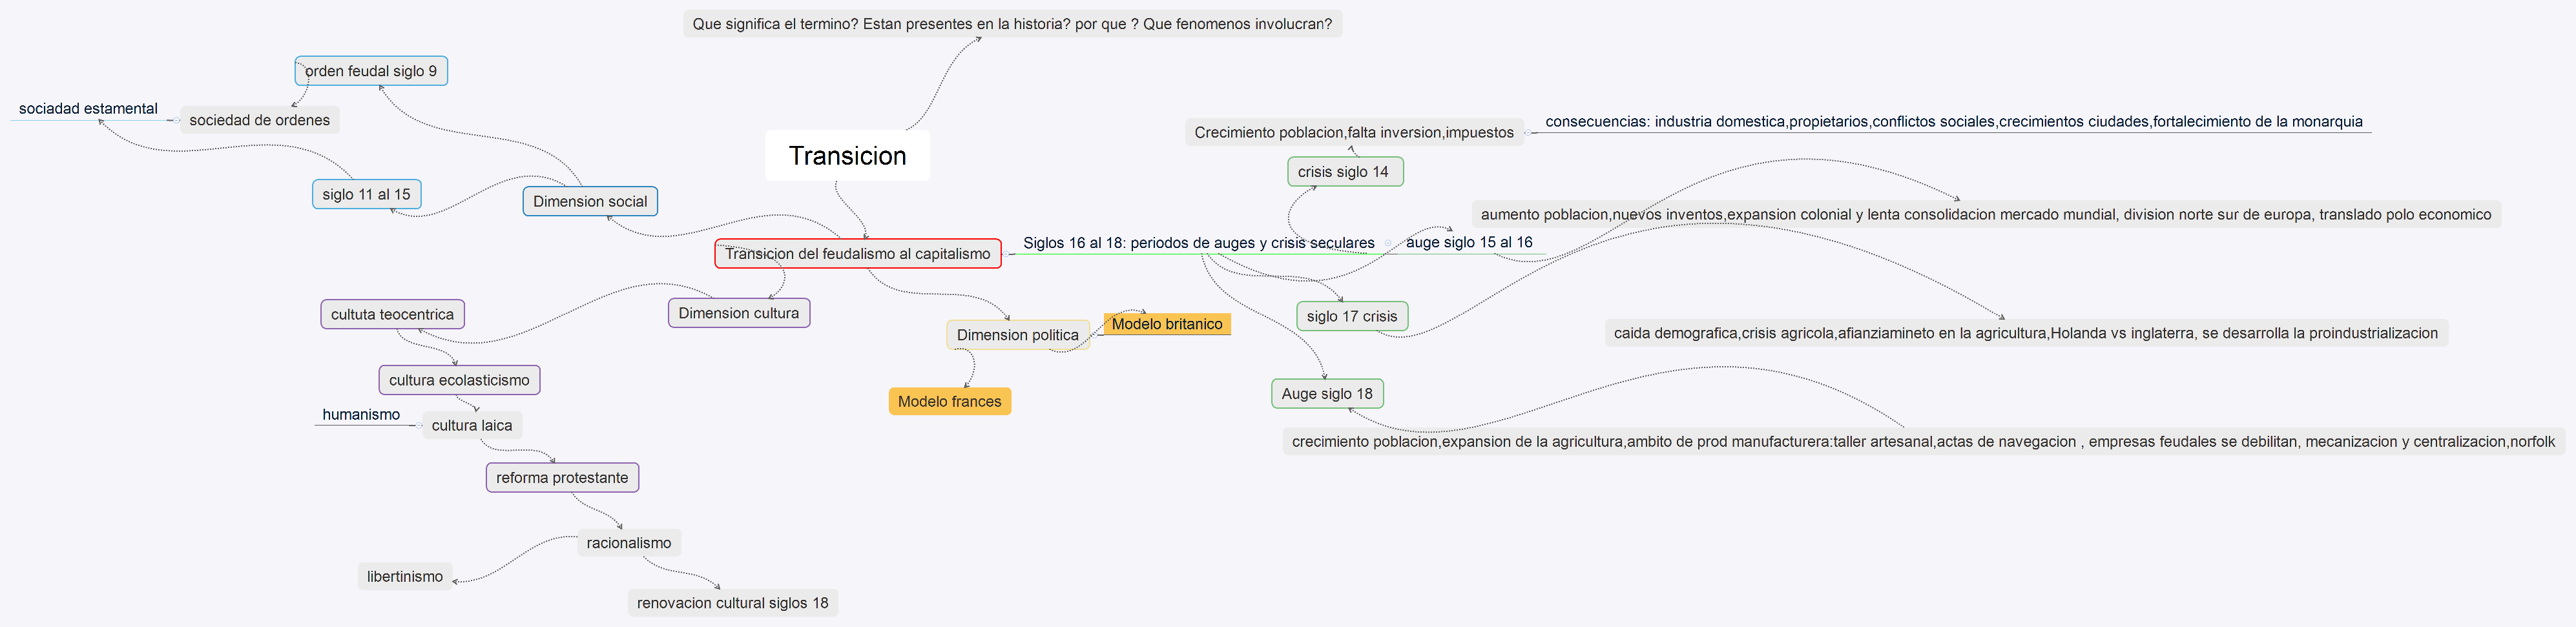 Que significa el termino? Estan presentes en la historia? por que ? Que fenomenos involucran?
orden feudal siglo 9
sociadad estamental
sociedad de ordenes
siglo 11 al 15
Dimension social
Transicion
Transicion del feudalismo al capitalismo
Siglos 16 al 18: periodos de auges y crisis seculares
auge siglo 15 al 16
Crecimiento poblacion,falta inversion,impuestos
consecuencias: industria domestica,propietarios,conflictos sociales,crecimientos ciudades,fortalecimiento de la monarquia
crisis siglo 14
aumento poblacion,nuevos inventos,expansion colonial y lenta consolidacion mercado mundial, division norte sur de europa, translado polo economico
siglo 17 crisis
caida demografica,crisis agricola,afianziamineto en la agricultura,Holanda vs inglaterra, se desarrolla la proindustrializacion
Auge siglo 18
crecimiento poblacion,expansion de la agricultura,ambito de prod manufacturera:taller artesanal,actas de navegacion , empresas feudales se debilitan, mecanizacion y centralizacion,norfolk
Dimension cultura
Dimension politica
Modelo britanico
Modelo frances
cultuta teocentrica
cultura ecolasticismo
humanismo
cultura laica
reforma protestante
racionalismo
libertinismo
renovacion cultural siglos 18